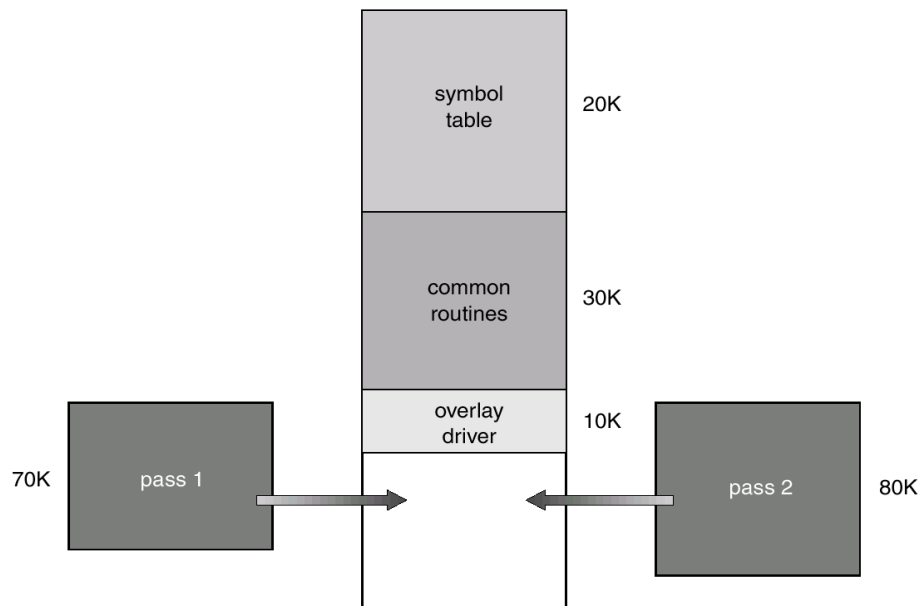 symbol
table
20K
common
routines
30K
overlay
driver
10K
70K
pass 1
pass 2
80K